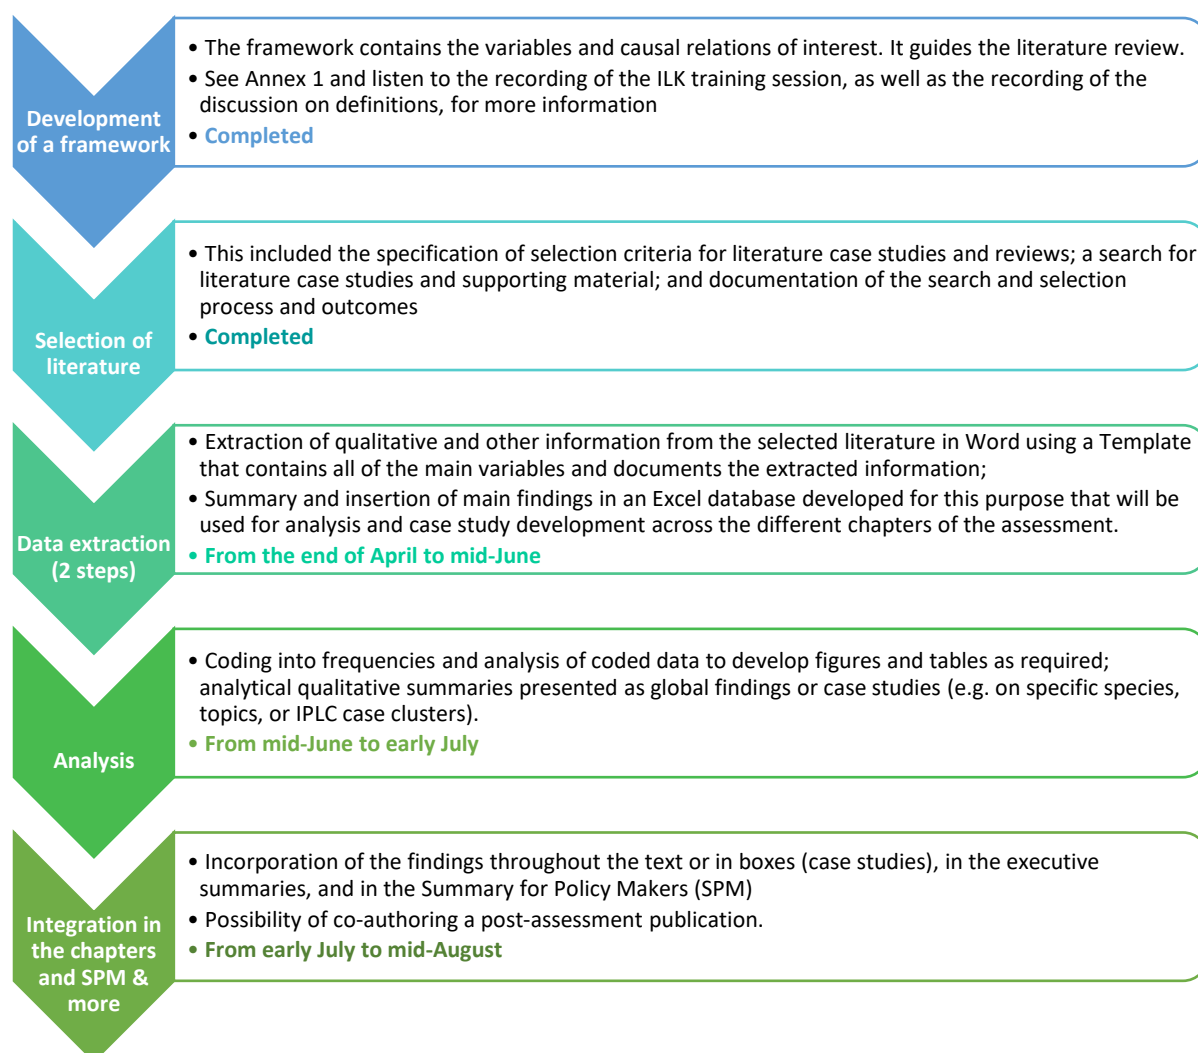 Development
of a framework
• The framework contains the variables and causal relations of interest. It guides the literature review.
• See Annex 1 and listen to the recording of the ILK training session, as well as the recording of the
discussion on definitions, for more information
• Completed
Selection of
literature
• This included the specification of selection criteria for literature case studies and reviews; a search for
literature case studies and supporting material; and documentation of the search and selection
process and outcomes
• Completed
Data extraction
(2 steps)
• Extraction of qualitative and other information from the selected literature in Word using a Template
that contains all of the main variables and documents the extracted information;
• Summary and insertion of main findings in an Excel database developed for this purpose that will be
used for analysis and case study development across the different chapters of the assessment.
• From the end of April to mid-June
Analysis
• Coding into frequencies and analysis of coded data to develop figures and tables as required;
analytical qualitative summaries presented as global findings or case studies (e.g. on specific species,
topics, or IPLC case clusters).
• From mid-June to early July
Integration in
the chapters
and SPM &
more
• Incorporation of the findings throughout the text or in boxes (case studies), in the executive
summaries, and in the Summary for Policy Makers (SPM)
• Possibility of co-authoring a post-assessment publication.
• From early July to mid-August